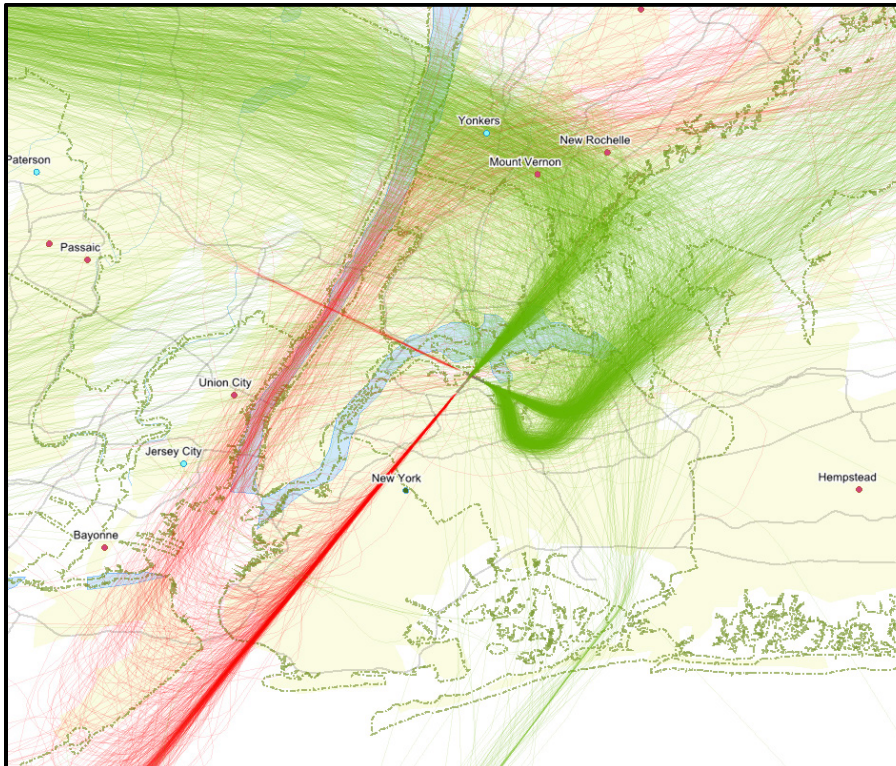 Yonkers
New Rochelle
Mount Vernon
Paterson
Passaic
Union City
Jersey City
New York
Hempstead
Bayonne